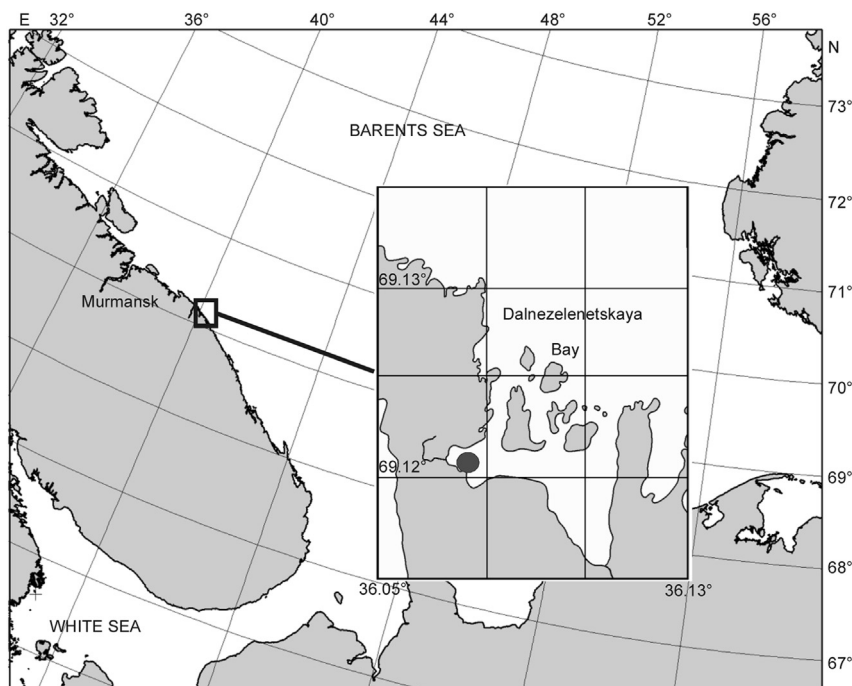 E 32° 36° 40° 44° 48° 52° 56°
N
73°
BARENTS SEA
72°
71°
69.13°
Murmansk
Dalnezelenetskaya
Bay
70°
69.12°
69°
68°
36.05° 36.13°
WHITE SEA
67°